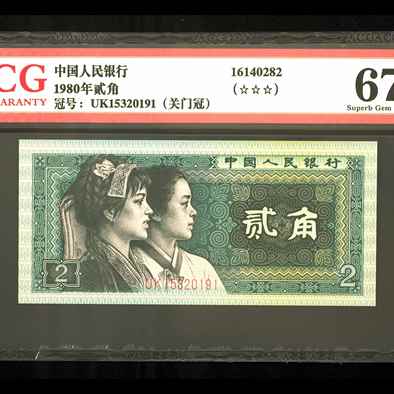 CG
ARANTY
中国人民银行
1980年贰角
冠号：UK15320191（关门冠）
16140282
(☆☆☆)
67
Superb Gem
中国人民银行
贰角
2
UK15320191
2